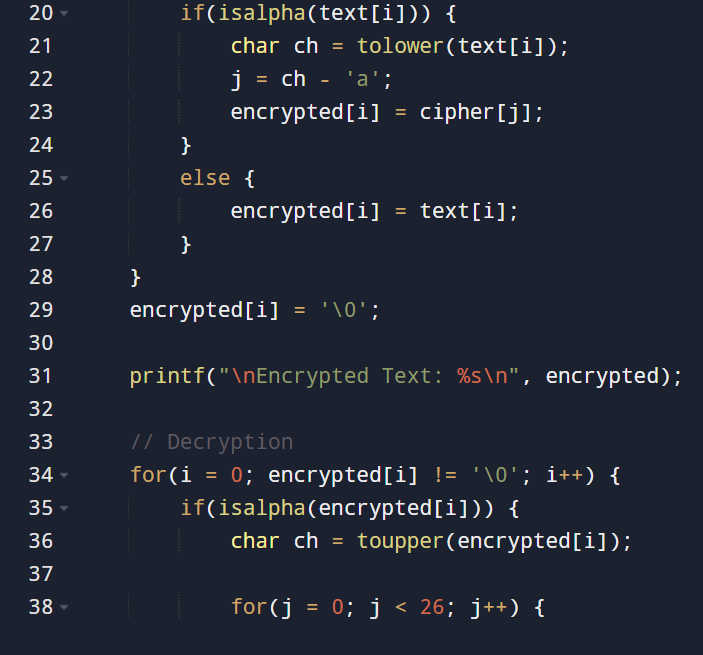 20 if(isalpha(text[i])) {
21 char ch = tolower(text[i]);
22 j = ch - 'a';
23 encrypted[i] = cipher[j];
24 }
25 else {
26 encrypted[i] = text[i];
27 }
28 }
29 encrypted[i] = '\0';
30
31 printf("\nEncrypted Text: %s\n", encrypted);
32
33 // Decryption
34 for(i = 0; encrypted[i] != '\0'; i++) {
35 if(isalpha(encrypted[i])) {
36 char ch = toupper(encrypted[i]);
37
38 for(j = 0; j < 26; j++) {